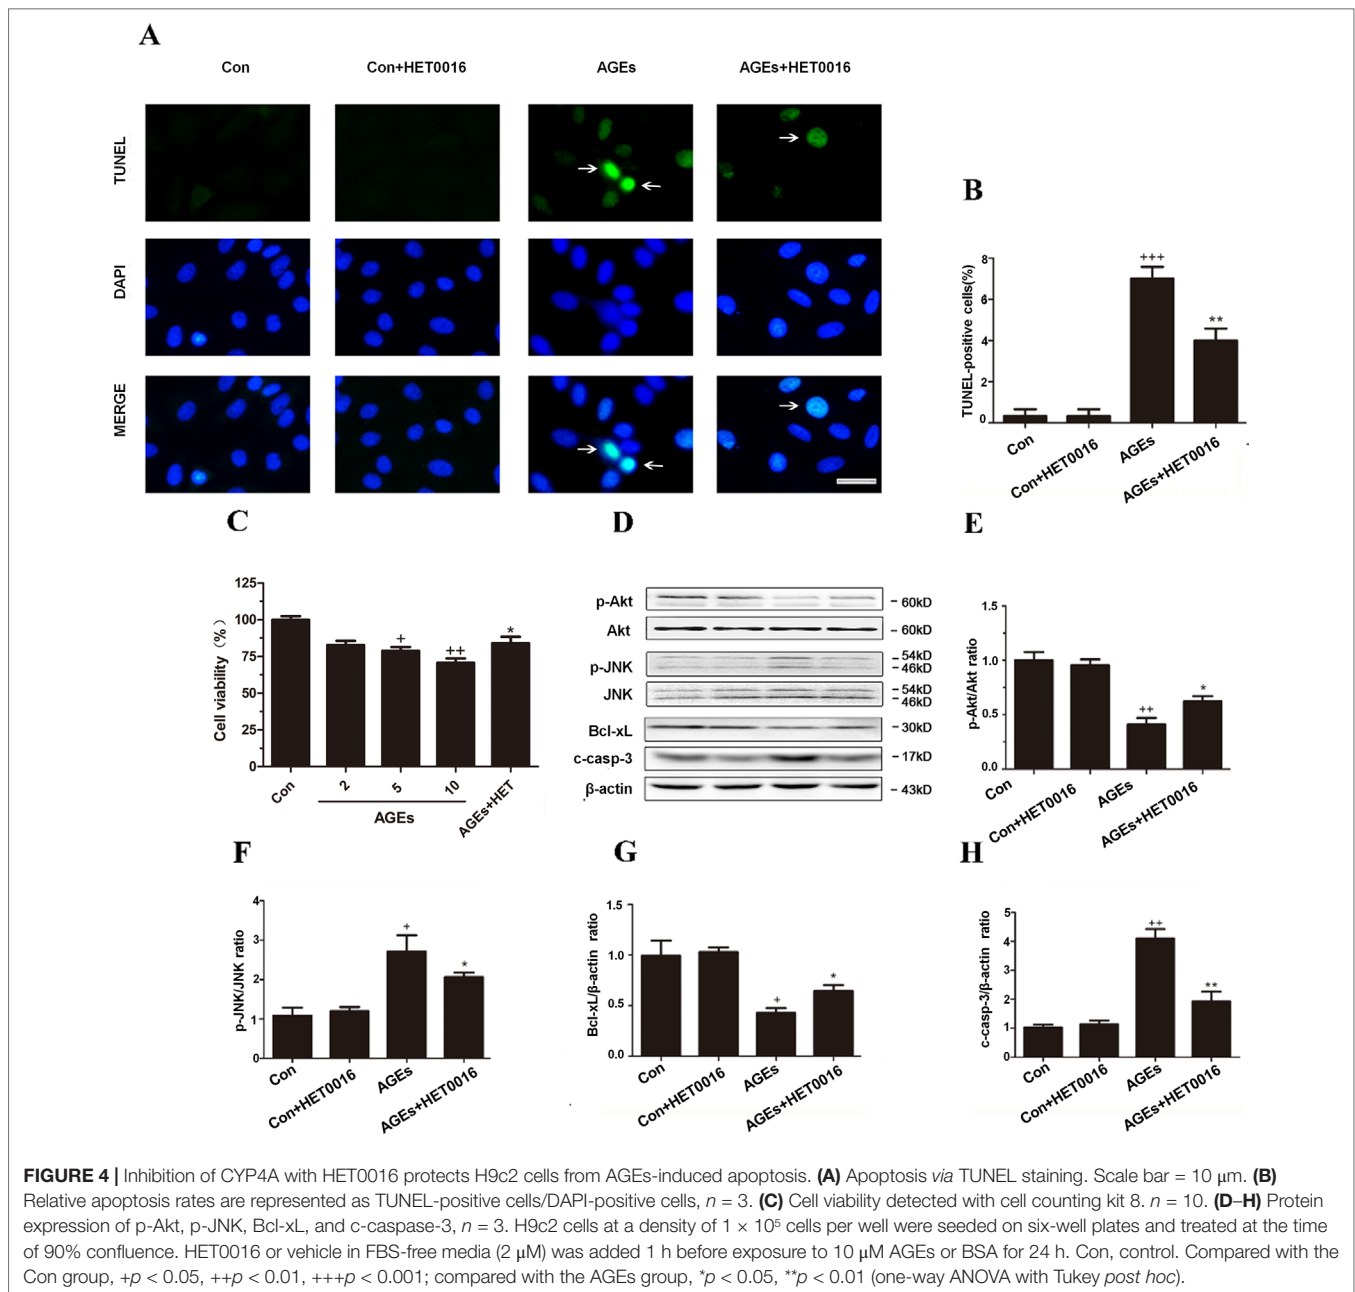 A
Con Con+HET0016 AGEs AGEs+HET0016
TUNEL
DAPI
MERGE
B
TUNEL-positive cells(%)
8
6
4
2
0
+++
**
Con Con+HET0016 AGEs AGEs+HET0016
C
Cell viability (%)
125
100
75
50
25
0
+
++
*
Con 2 5 10 AGEs+HET
AGEs
D
p-Akt - 60kD
Akt - 60kD
p-JNK - 54kD
- 46kD
JNK - 54kD
- 46kD
Bcl-xL - 30kD
c-casp-3 - 17kD
β-actin - 43kD
E
p-Akt/Akt ratio
1.5
1.0
0.5
0.0
++
*
Con Con+HET0016 AGEs AGEs+HET0016
F
p-JNK/JNK ratio
4
3
2
1
0
+
*
Con Con+HET0016 AGEs AGEs+HET0016
G
Bcl-xL/β-actin ratio
1.5
1.0
0.5
0.0
+
*
Con Con+HET0016 AGEs AGEs+HET0016
H
c-casp-3/β-actin ratio
5
4
3
2
1
0
++
**
Con Con+HET0016 AGEs AGEs+HET0016
FIGURE 4 | Inhibition of CYP4A with HET0016 protects H9c2 cells from AGEs-induced apoptosis. (A) Apoptosis via TUNEL staining. Scale bar = 10 μm. (B)
Relative apoptosis rates are represented as TUNEL-positive cells/DAPI-positive cells, n = 3. (C) Cell viability detected with cell counting kit 8. n = 10. (D–H) Protein
expression of p-Akt, p-JNK, Bcl-xL, and c-caspase-3, n = 3. H9c2 cells at a density of 1 × 10⁵ cells per well were seeded on six-well plates and treated at the time
of 90% confluence. HET0016 or vehicle in FBS-free media (2 μM) was added 1 h before exposure to 10 μM AGEs or BSA for 24 h. Con, control. Compared with the
Con group, +p < 0.05, ++p < 0.01, +++p < 0.001; compared with the AGEs group, *p < 0.05, **p < 0.01 (one-way ANOVA with Tukey post hoc).